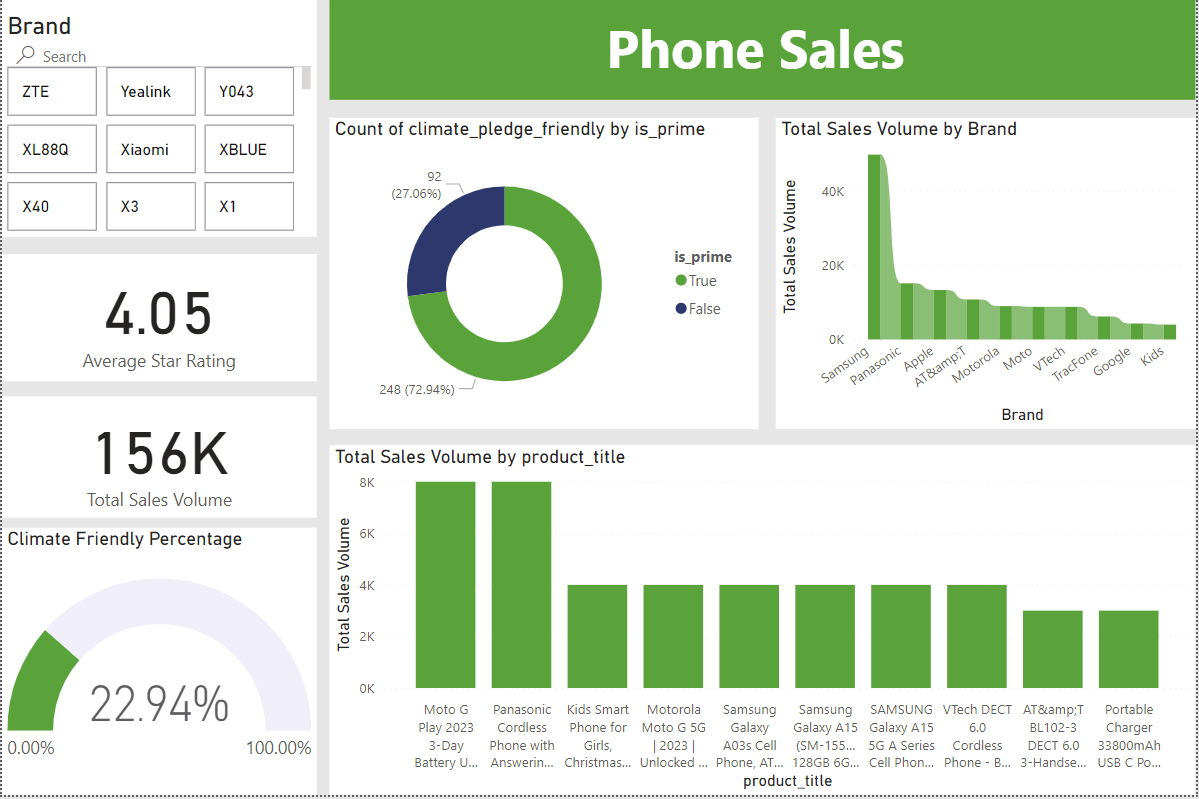 Brand
Search
ZTE
Yealink
Y043
XL88Q
Xiaomi
XBLUE
X40
X3
X1
4.05
Average Star Rating
156K
Total Sales Volume
Climate Friendly Percentage
22.94%
0.00%
100.00%
Phone Sales
Count of climate_pledge_friendly by is_prime
92
(27.06%)
248 (72.94%)
is_prime
True
False
Total Sales Volume by Brand
Total Sales Volume
40K
20K
0K
Samsung
Panasonic
Apple
AT&amp;T
Motorola
Moto
VTech
TracFone
Google
Kids
Brand
Total Sales Volume by product_title
Total Sales Volume
8K
6K
4K
2K
0K
Moto G
Play 2023
3-Day
Battery U...
Panasonic
Cordless
Phone with
Answerin...
Kids Smart
Phone for
Girls,
Christmas...
Motorola
Moto G 5G
| 2023 |
Unlocked ...
Samsung
Galaxy
A03s Cell
Phone, AT...
Samsung
Galaxy A15
(SM-155...
128GB 6G...
SAMSUNG
Galaxy A15
5G A Series
Cell Phon...
VTech DECT
6.0
Cordless
Phone - B...
AT&amp;T
BL102-3
DECT 6.0
3-Handse...
Portable
Charger
33800mAh
USB C Po...
product_title